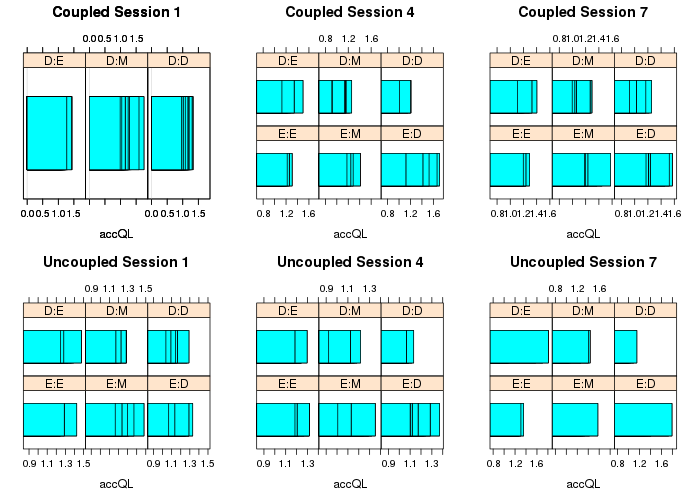 Coupled Session 1
0.00.51.01.5
D:E D:M D:D
0.00.51.01.5 0.00.51.01.5
accQL
Coupled Session 4
0.8 1.2 1.6
D:E D:M D:D
E:E E:M E:D
0.8 1.2 1.6 0.8 1.2 1.6
accQL
Coupled Session 7
0.81.01.21.41.6
D:E D:M D:D
E:E E:M E:D
0.81.01.21.41.6 0.81.01.21.41.6
accQL
Uncoupled Session 1
0.9 1.1 1.3 1.5
D:E D:M D:D
E:E E:M E:D
0.9 1.1 1.3 1.5 0.9 1.1 1.3 1.5
accQL
Uncoupled Session 4
0.9 1.1 1.3
D:E D:M D:D
E:E E:M E:D
0.9 1.1 1.3 0.9 1.1 1.3
accQL
Uncoupled Session 7
0.8 1.2 1.6
D:E D:M D:D
E:E E:M E:D
0.8 1.2 1.6 0.8 1.2 1.6
accQL